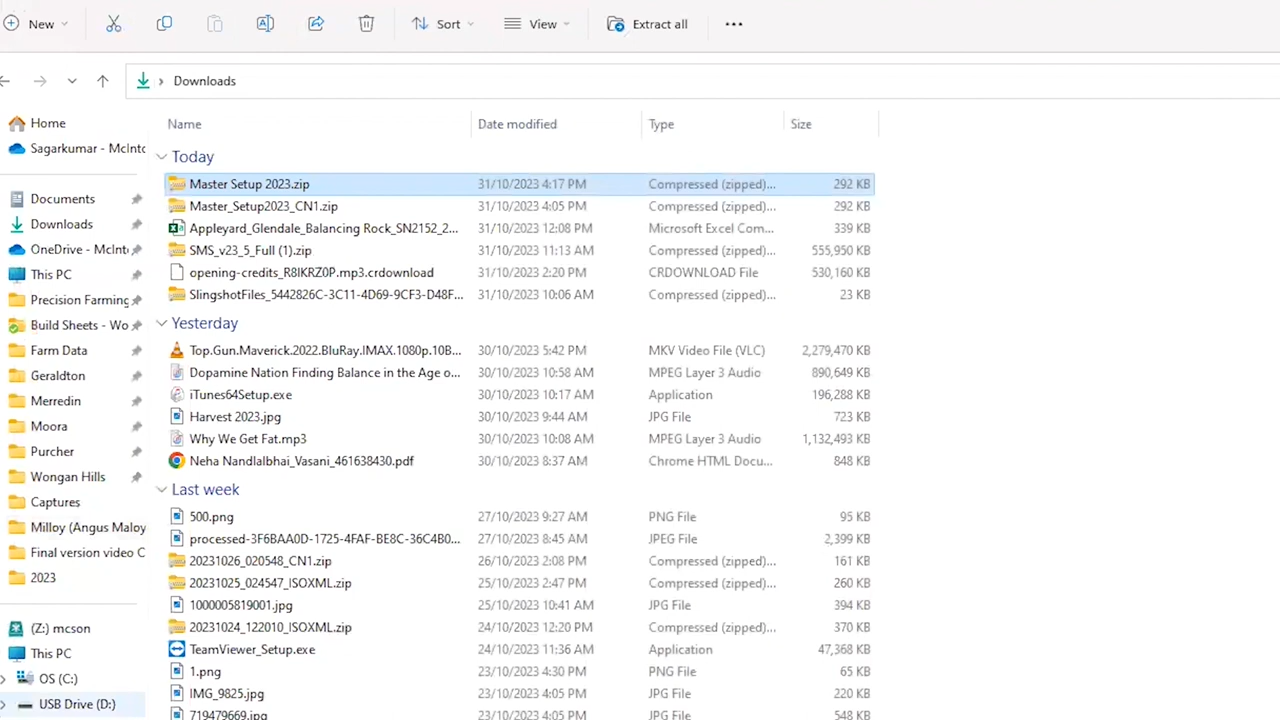 New Sort View Extract all
Downloads
Name Date modified Type Size
Home
Sagarkumar - McInto
Documents
Downloads
OneDrive - McInto
This PC
Precision Farming
Build Sheets - Wo
Farm Data
Geraldton
Merredin
Moora
Purcher
Wongan Hills
Captures
Milloy (Angus Maloy
Final version video C
2023
(Z:) mcson
This PC
OS (C:)
USB Drive (D:)
Today
Master Setup 2023.zip 31/10/2023 4:17 PM Compressed (zipped)... 292 KB
Master_Setup2023_CN1.zip 31/10/2023 4:05 PM Compressed (zipped)... 292 KB
Appleyard_Glendale_Balancing Rock_SN2152_2... 31/10/2023 12:08 PM Microsoft Excel Com... 339 KB
SMS_v23_5_Full (1).zip 31/10/2023 11:13 AM Compressed (zipped)... 555,950 KB
opening-credits_R8IKRZ0P.mp3.crdownload 31/10/2023 2:20 PM CRDOWNLOAD File 530,160 KB
SlingshotFiles_5442826C-3C11-4D69-9CF3-D48F... 31/10/2023 10:06 AM Compressed (zipped)... 23 KB
Yesterday
Top.Gun.Maverick.2022.BluRay.IMAX.1080p.10B... 30/10/2023 5:42 PM MKV Video File (VLC) 2,279,470 KB
Dopamine Nation Finding Balance in the Age o... 30/10/2023 10:58 AM MPEG Layer 3 Audio 890,649 KB
iTunes64Setup.exe 30/10/2023 10:17 AM Application 196,288 KB
Harvest 2023.jpg 30/10/2023 9:44 AM JPG File 723 KB
Why We Get Fat.mp3 30/10/2023 10:08 AM MPEG Layer 3 Audio 1,132,493 KB
Neha Nandlalbhai_Vasani_461638430.pdf 30/10/2023 8:37 AM Chrome HTML Docu... 848 KB
Last week
500.png 27/10/2023 9:27 AM PNG File 95 KB
processed-3F6BAA0D-1725-4FAF-BE8C-36C4B0... 27/10/2023 8:45 AM JPEG File 2,399 KB
20231026_020548_CN1.zip 26/10/2023 2:08 PM Compressed (zipped)... 161 KB
20231025_024547_ISOXML.zip 25/10/2023 2:47 PM Compressed (zipped)... 260 KB
1000005819001.jpg 25/10/2023 10:41 AM JPG File 394 KB
20231024_122010_ISOXML.zip 24/10/2023 12:20 PM Compressed (zipped)... 370 KB
TeamViewer_Setup.exe 24/10/2023 11:36 AM Application 47,368 KB
1.png 23/10/2023 4:30 PM PNG File 65 KB
IMG_9825.jpg 23/10/2023 4:05 PM JPG File 220 KB
719479669.jpg 23/10/2023 4:05 PM JPG File 548 KB